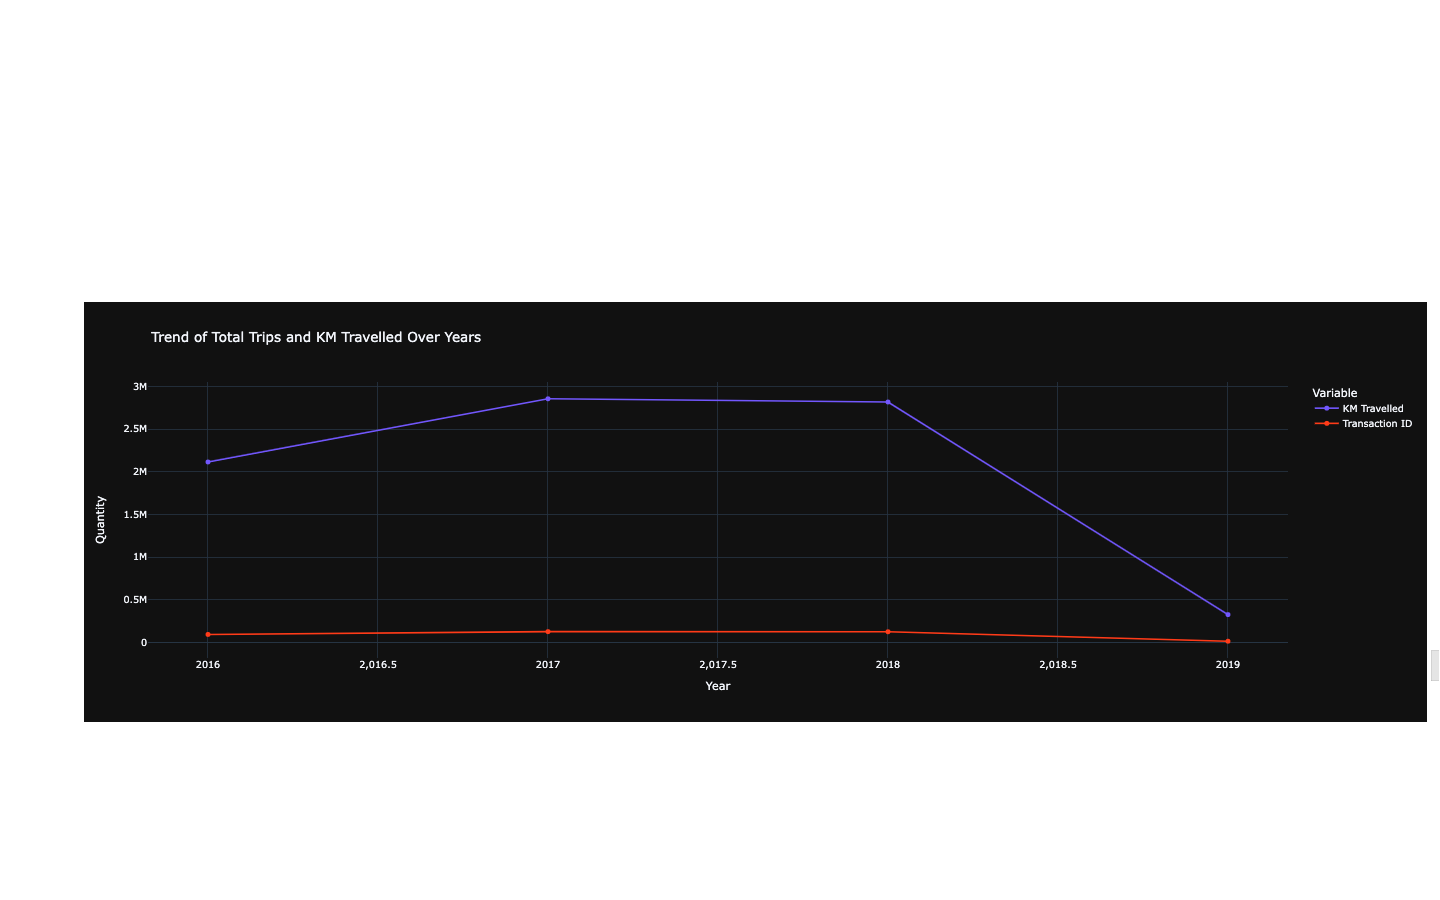 Trend of Total Trips and KM Travelled Over Years
3M
2.5M
2M
1.5M
1M
0.5M
0
Quantity
2016 2,016.5 2017 2,017.5 2018 2,018.5 2019
Year
Variable
KM Travelled
Transaction ID